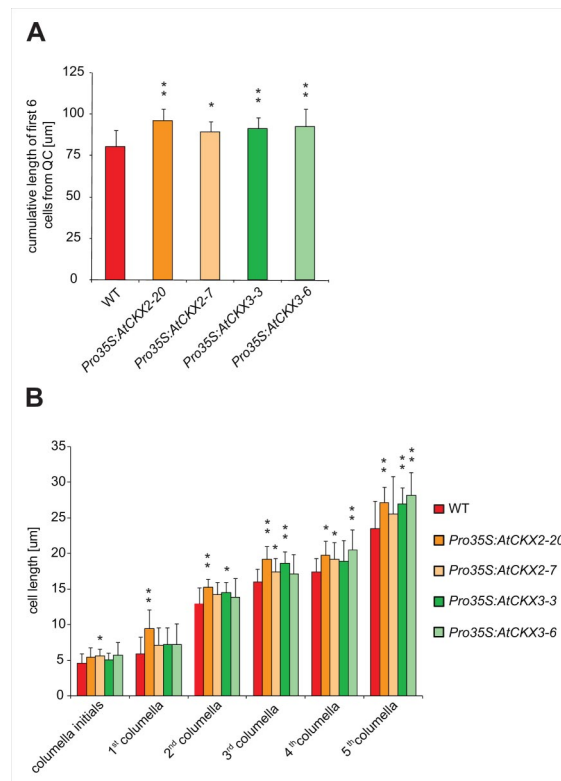 A
cumulative length of first 6
cells from QC [um]
125
100
75
50
25
0
**
*
**
**
WT
Pro35S:AtCKX2-20
Pro35S:AtCKX2-7
Pro35S:AtCKX3-3
Pro35S:AtCKX3-6
B
cell length [um]
35
30
25
20
15
10
5
0
*
**
**
*
**
*
**
*
*
**
**
**
**
columella initials
1st columella
2nd columella
3rd columella
4th columella
5th columella
WT
Pro35S:AtCKX2-20
Pro35S:AtCKX2-7
Pro35S:AtCKX3-3
Pro35S:AtCKX3-6